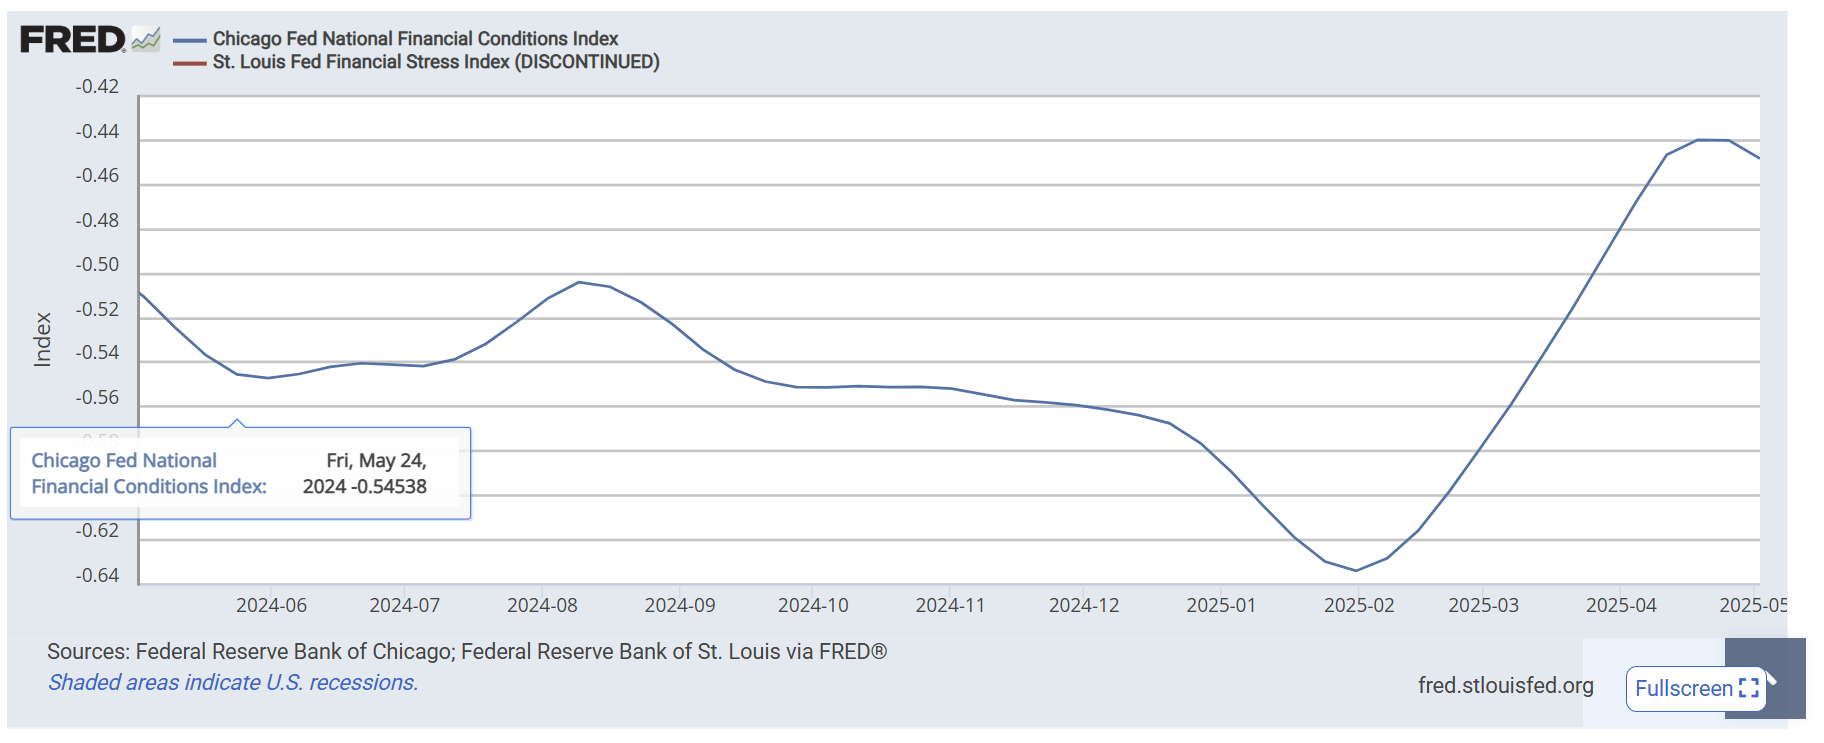 FRED
Chicago Fed National Financial Conditions Index
St. Louis Fed Financial Stress Index (DISCONTINUED)
-0.42
-0.44
-0.46
-0.48
-0.50
-0.52
-0.54
-0.56
-0.58
-0.62
-0.64
Index
Chicago Fed National Financial Conditions Index:
Fri, May 24, 2024 -0.54538
2024-06 2024-07 2024-08 2024-09 2024-10 2024-11 2024-12 2025-01 2025-02 2025-03 2025-04 2025-05
Sources: Federal Reserve Bank of Chicago; Federal Reserve Bank of St. Louis via FRED®
Shaded areas indicate U.S. recessions.
fred.stlouisfed.org
Fullscreen